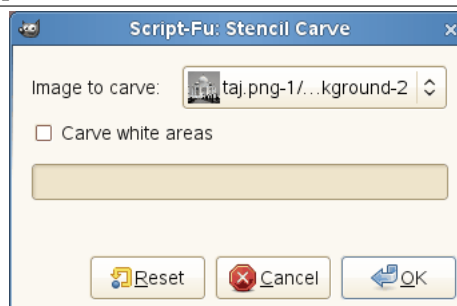 Script-Fu: Stencil Carve
Image to carve: taj.png-1/...kground-2
Carve white areas
Reset Cancel OK